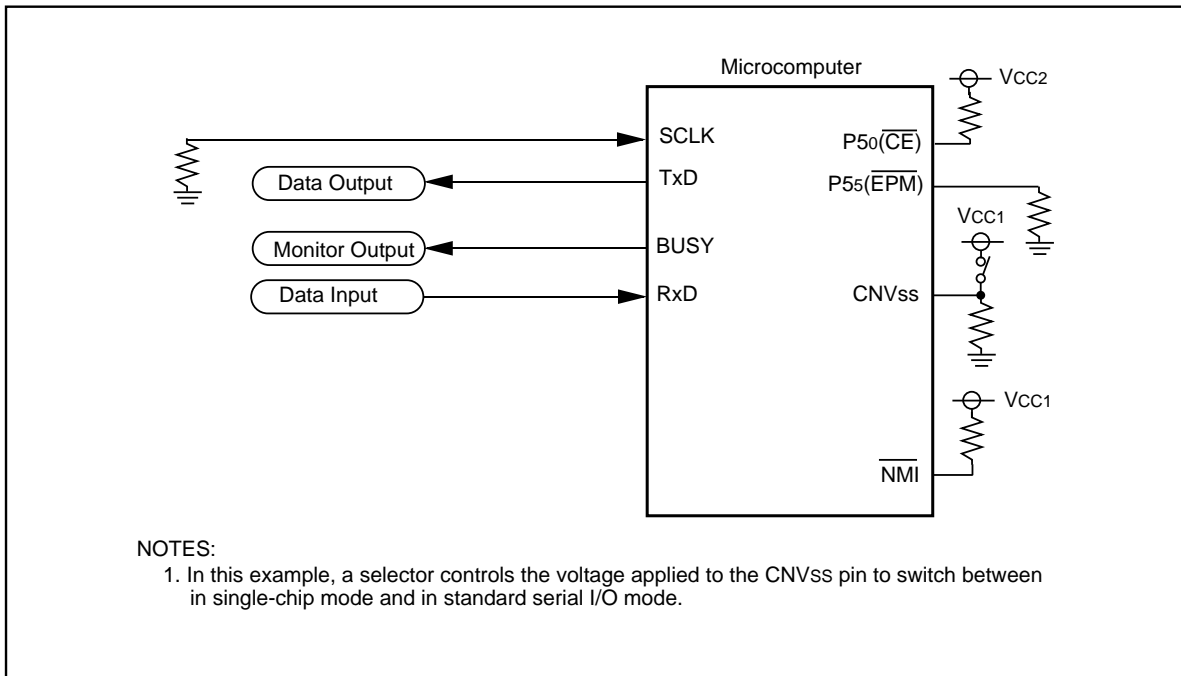 Microcomputer
VCC2
SCLK
P50(CE)
Data Output
TxD
P55(EPM)
VCC1
Monitor Output
BUSY
Data Input
RxD
CNVss
VCC1
NMI
NOTES:
1. In this example, a selector controls the voltage applied to the CNVSS pin to switch between
in single-chip mode and in standard serial I/O mode.